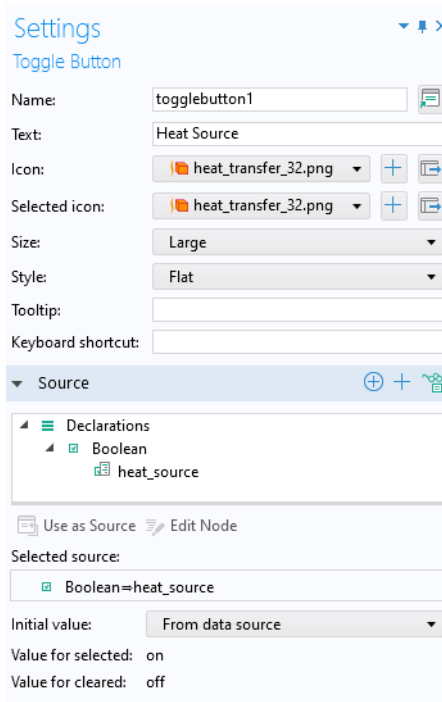 Settings
Toggle Button
Name: togglebutton1
Text: Heat Source
Icon: heat_transfer_32.png
Selected icon: heat_transfer_32.png
Size: Large
Style: Flat
Tooltip:
Keyboard shortcut:
Source
Declarations
Boolean
heat_source
Use as Source Edit Node
Selected source:
Boolean⇒heat_source
Initial value: From data source
Value for selected: on
Value for cleared: off